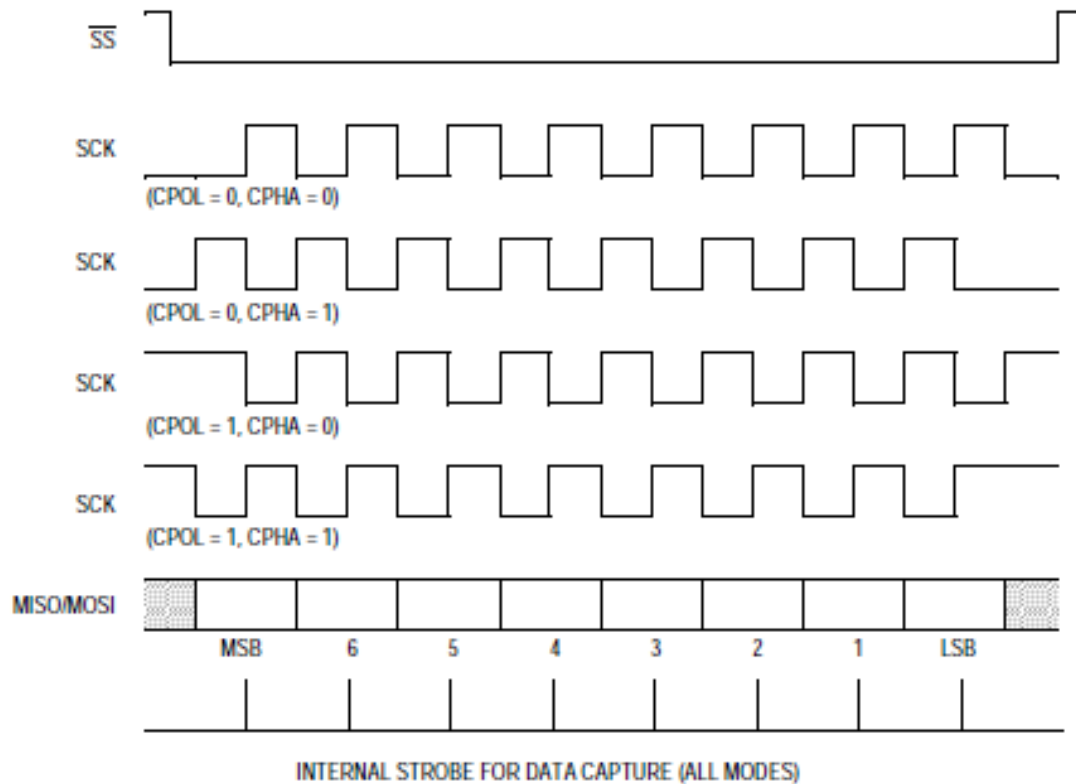 SS
SCK
(CPOL = 0, CPHA = 0)
SCK
(CPOL = 0, CPHA = 1)
SCK
(CPOL = 1, CPHA = 0)
SCK
(CPOL = 1, CPHA = 1)
MISO/MOSI
MSB 6 5 4 3 2 1 LSB
INTERNAL STROBE FOR DATA CAPTURE (ALL MODES)